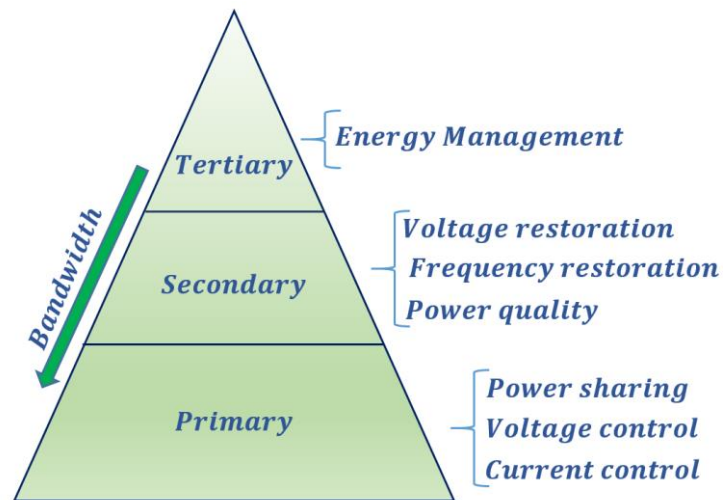 Energy Management
Tertiary
Bandwidth
Voltage restoration
Frequency restoration
Secondary
Power quality
Power sharing
Primary
Voltage control
Current control